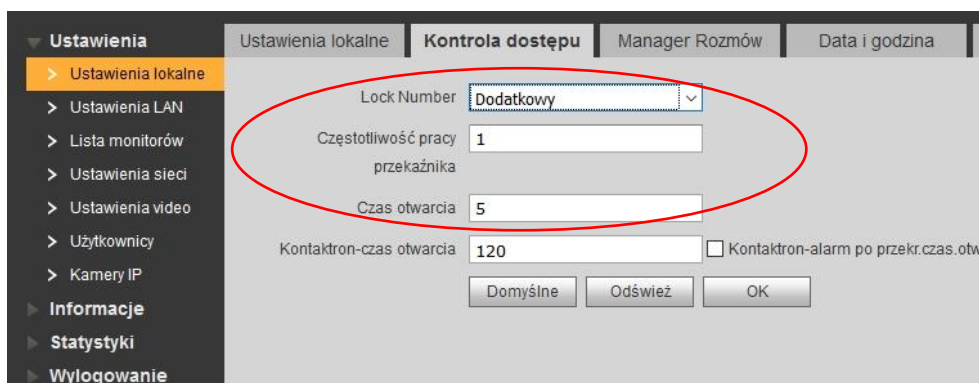 Ustawienia
Ustawienia lokalne
Ustawienia LAN
Lista monitorów
Ustawienia sieci
Ustawienia video
Użytkownicy
Kamery IP
Informacje
Statystyki
Wylogowanie
Ustawienia lokalne Kontrola dostępu Manager Rozmów Data i godzina
Lock Number Dodatkowy
Częstotliwość pracy 1
przekaźnika
Czas otwarcia 5
Kontaktron-czas otwarcia 120 Kontaktron-alarm po przekr.czas.otw
Domyślne Odśwież OK